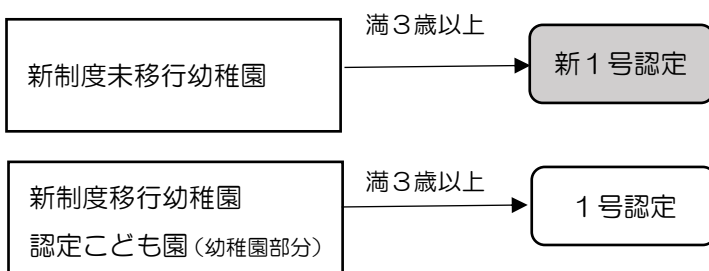 満３歳以上
新制度未移行幼稚園
新１号認定
満３歳以上
新制度移行幼稚園
１号認定
認定こども園（幼稚園部分）